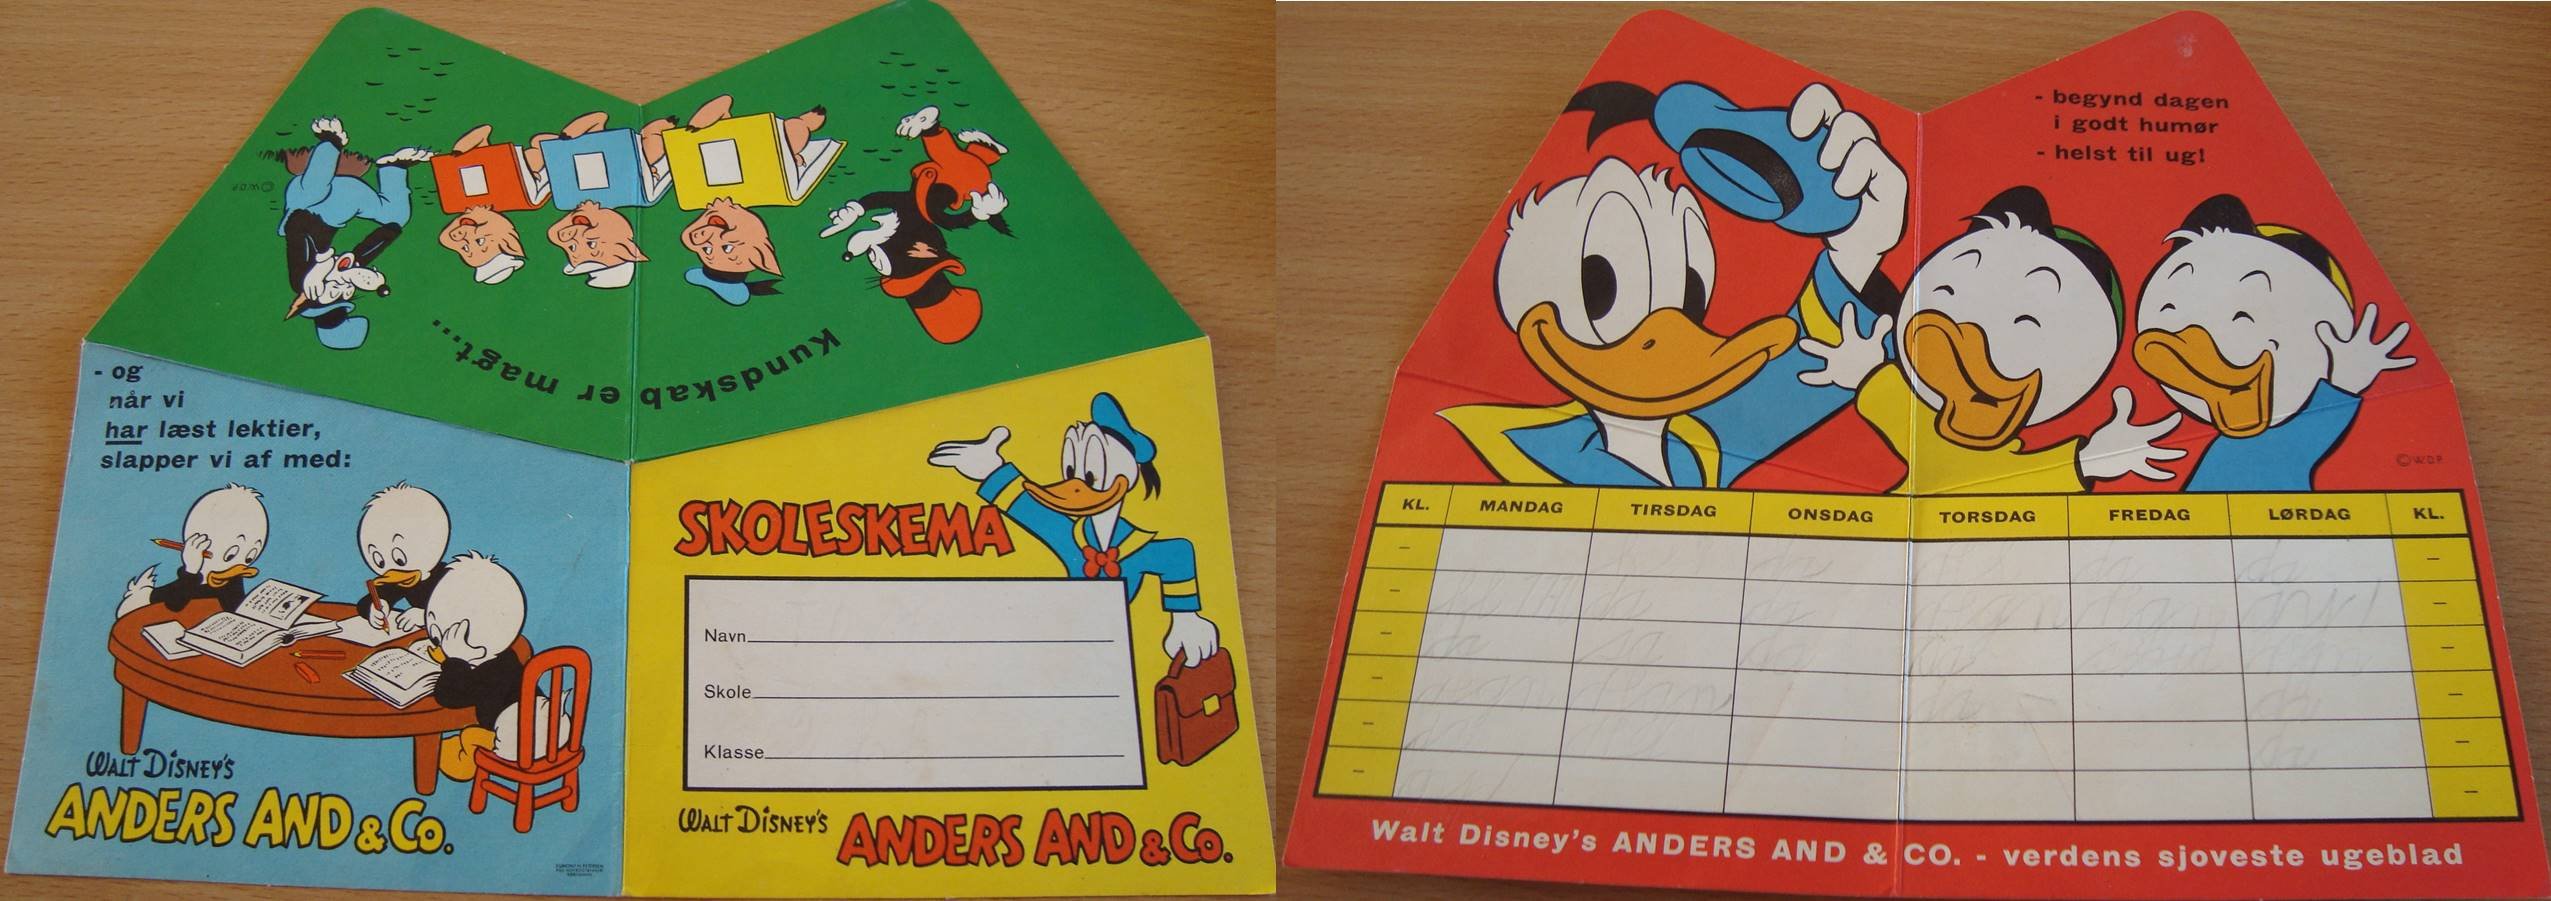 Kundskab er magt...
© W.D.P.
- og
når vi
har læst lektier,
slapper vi af med:
WALT DISNEY'S
ANDERS AND & Co.
SKOLESKEMA
Navn
Skole
Klasse
WALT DISNEY'S
ANDERS AND & Co.
- begynd dagen
i godt humør
- helst til ug!
© W.D.P.
KL. MANDAG TIRSDAG ONSDAG TORSDAG FREDAG LØRDAG KL.
Walt Disney's ANDERS AND & CO. - verdens sjoveste ugeblad